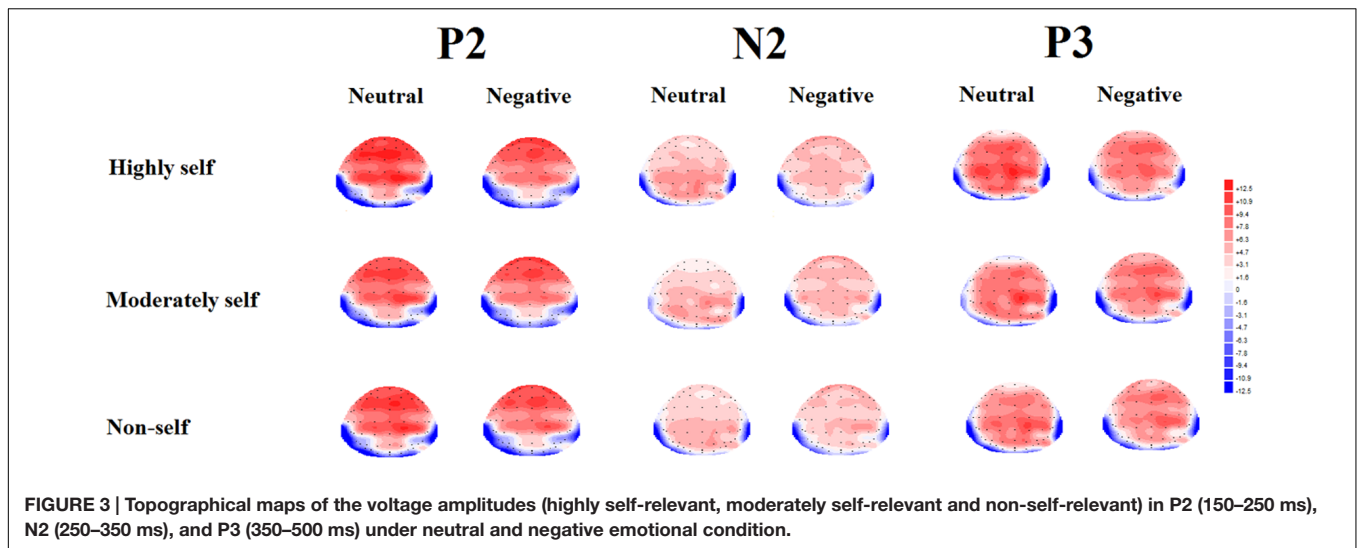 P2 N2 P3
Neutral Negative Neutral Negative Neutral Negative
Highly self
Moderately self
Non-self
+12.5
+10.9
+9.4
+7.8
+6.3
+4.7
+3.1
+1.6
0
-1.6
-3.1
-4.7
-6.3
-7.8
-9.4
-10.9
-12.5
FIGURE 3 | Topographical maps of the voltage amplitudes (highly self-relevant, moderately self-relevant and non-self-relevant) in P2 (150–250 ms),
N2 (250–350 ms), and P3 (350–500 ms) under neutral and negative emotional condition.